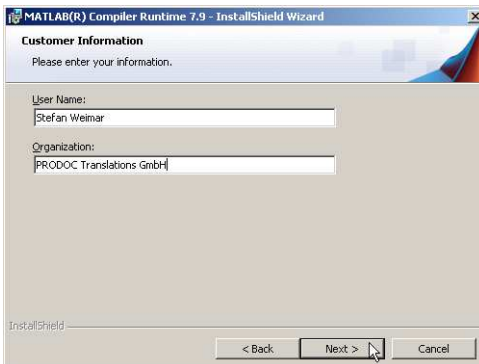 MATLAB(R) Compiler Runtime 7.9 - InstallShield Wizard
Customer Information
Please enter your information.
User Name:
Stefan Weimar
Organization:
PRODOC Translations GmbH
InstallShield
< Back Next > Cancel